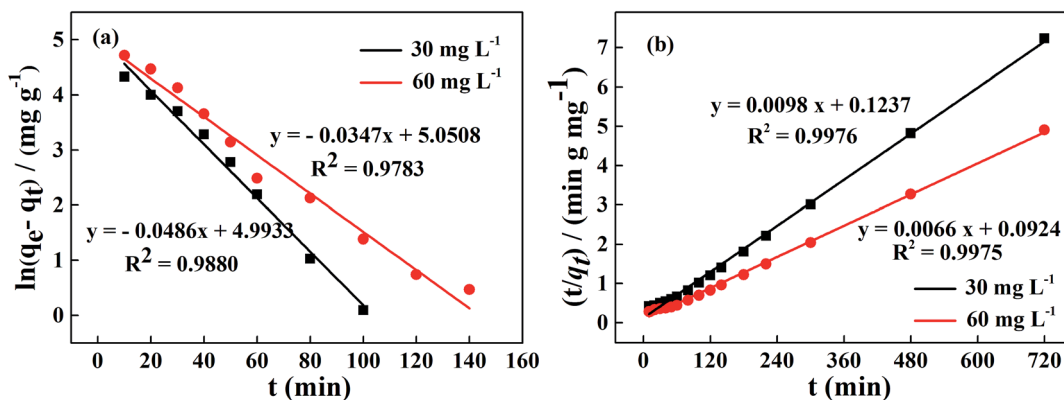 (a)
30 mg L⁻¹
60 mg L⁻¹
y = - 0.0347x + 5.0508
R² = 0.9783
y = - 0.0486x + 4.9933
R² = 0.9880
ln(qₑ- qₜ) / (mg g⁻¹)
5
4
3
2
1
0
0 20 40 60 80 100 120 140 160
t (min)
(b)
y = 0.0098 x + 0.1237
R² = 0.9976
y = 0.0066 x + 0.0924
R² = 0.9975
30 mg L⁻¹
60 mg L⁻¹
(t/qₜ) / (min g mg⁻¹)
7
6
5
4
3
2
1
0
0 120 240 360 480 600 720
t (min)